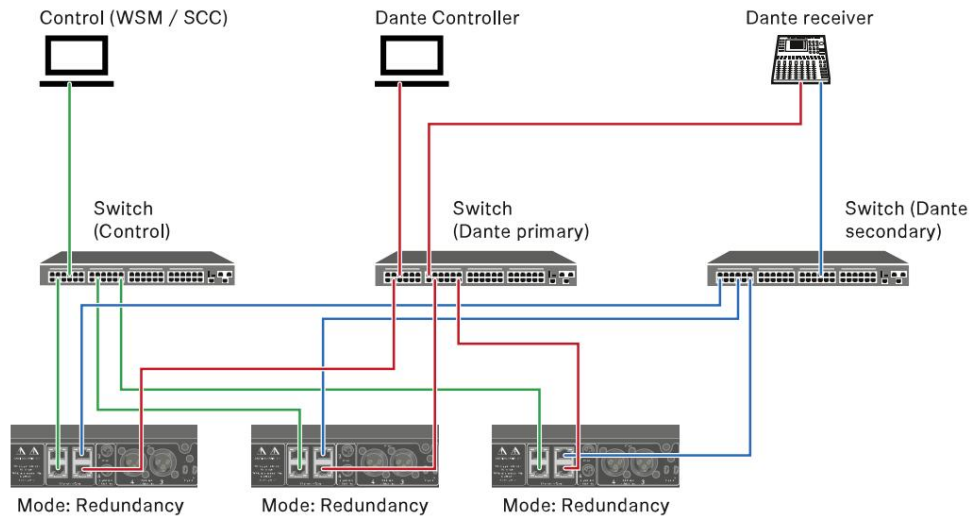 Control (WSM / SCC)
Dante Controller
Dante receiver
Switch
(Control)
Switch
(Dante primary)
Switch (Dante
secondary)
Mode: Redundancy
Mode: Redundancy
Mode: Redundancy